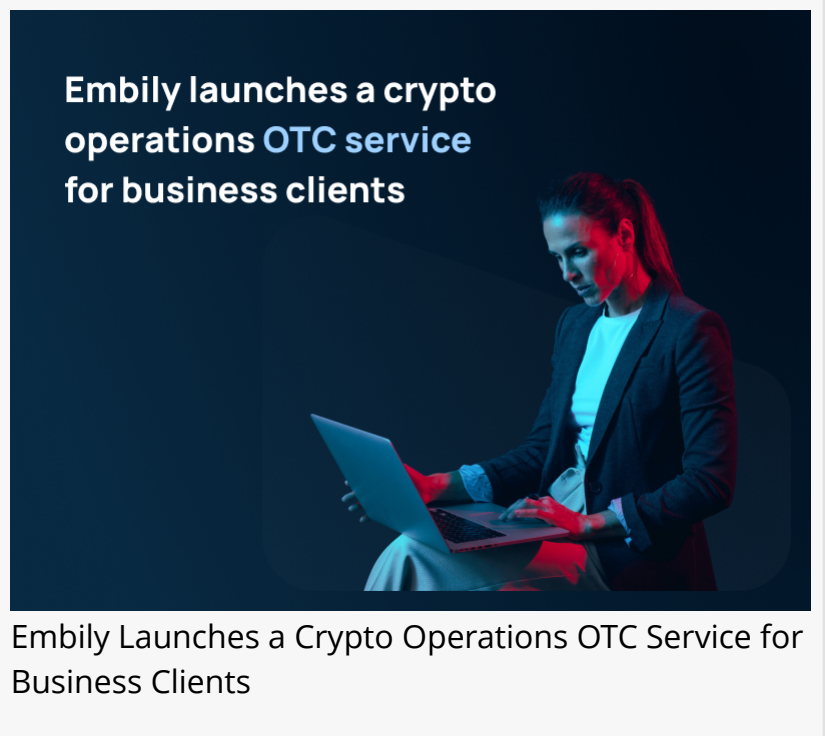 Embily launches a crypto
operations OTC service
for business clients
Embily Launches a Crypto Operations OTC Service for
Business Clients